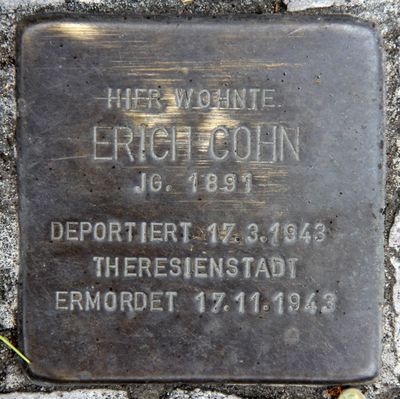 HIER WOHNTE
ERICH COHN
JG. 1891
DEPORTIERT 17.3.1943
THERESIENSTADT
ERMORDET 17.11.1943